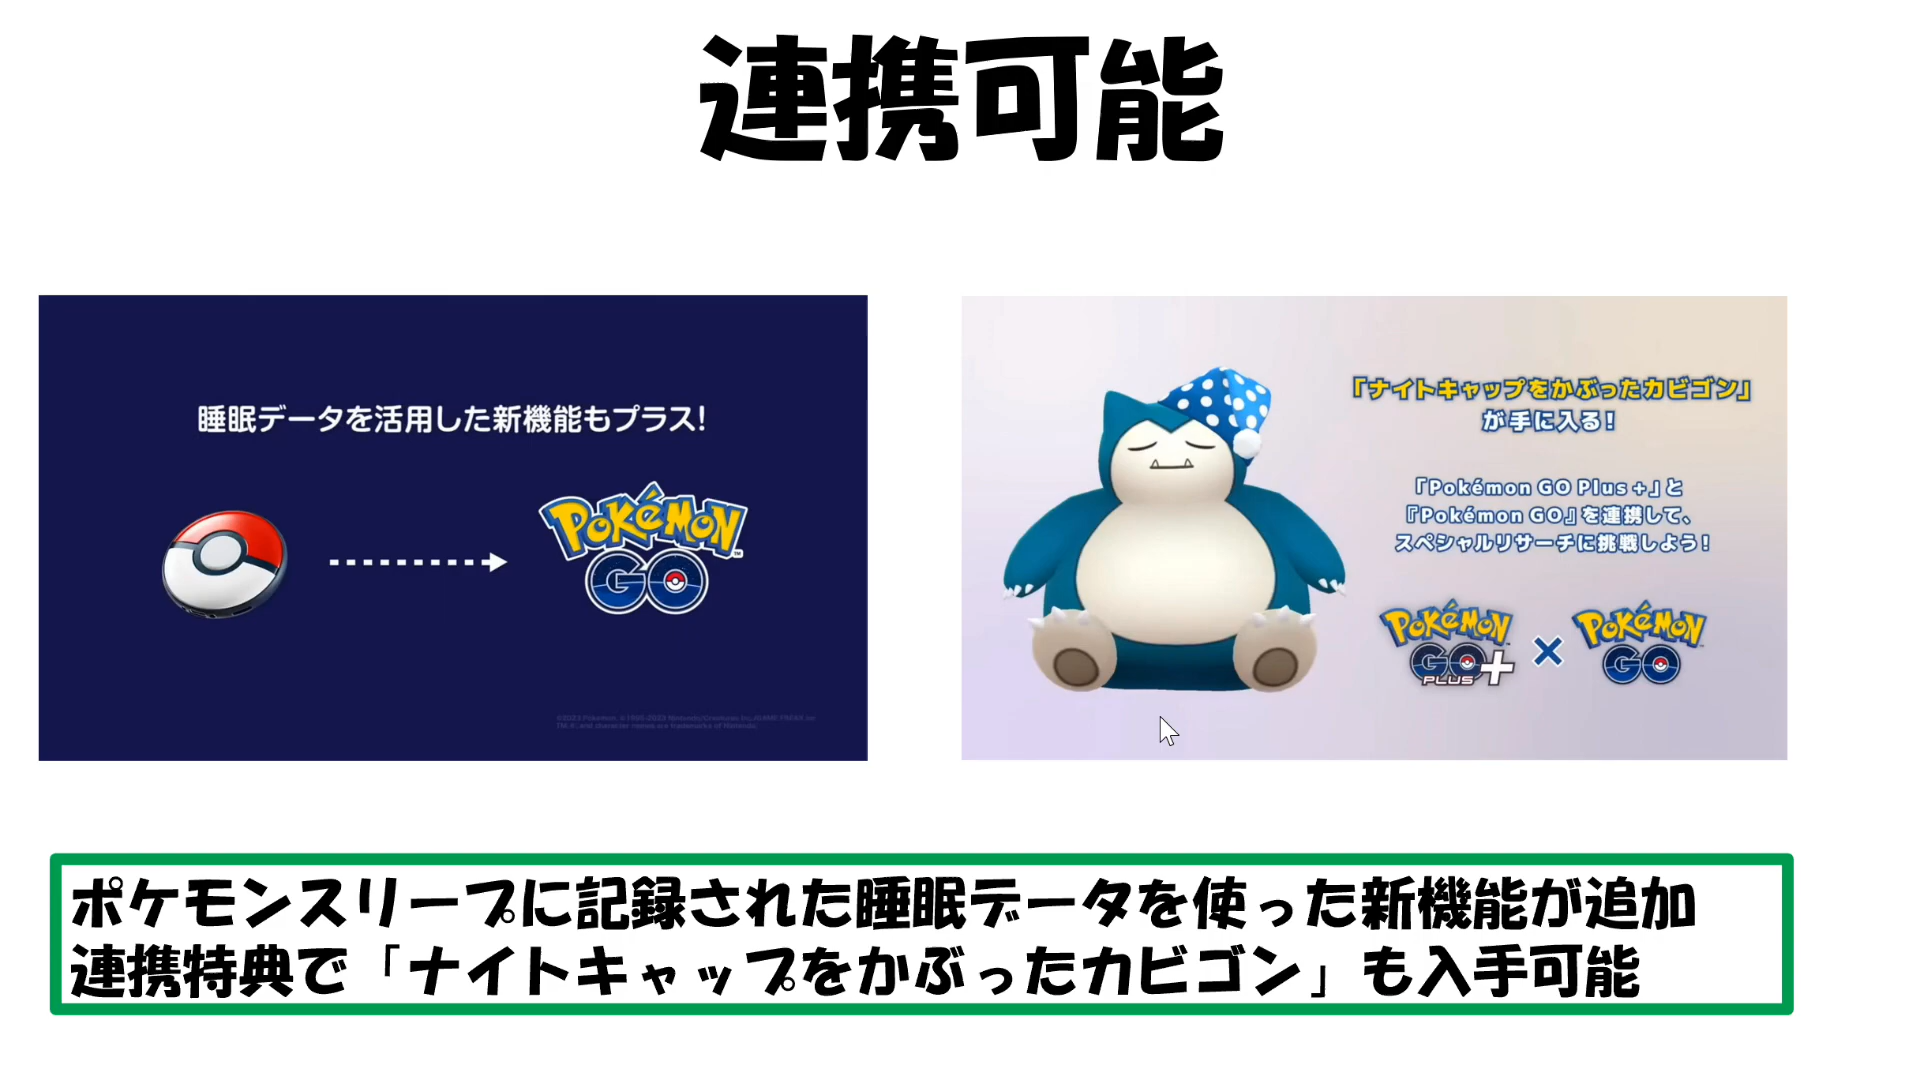 連携可能
睡眠データを活用した新機能もプラス!
POKéMON
GO
「ナイトキャップをかぶったカビゴン」
が手に入る!
「Pokémon GO Plus +」と
『Pokémon GO』を連携して、
スペシャルリサーチに挑戦しよう!
POKéMON
GO
PLUS+
×
POKéMON
GO
ポケモンスリープに記録された睡眠データを使った新機能が追加
連携特典で「ナイトキャップをかぶったカビゴン」も入手可能